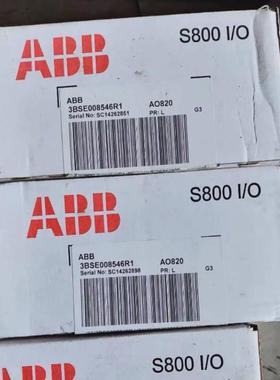 ABB
S800 I/O
ABB
3BSE008546R1 AO820
Serial No: SC14262851 PR: L G3
ABB
S800 I/O
ABB
3BSE008546R1 AO820
Serial No: SC14262898 PR: L G3
ABB
S800 I/O